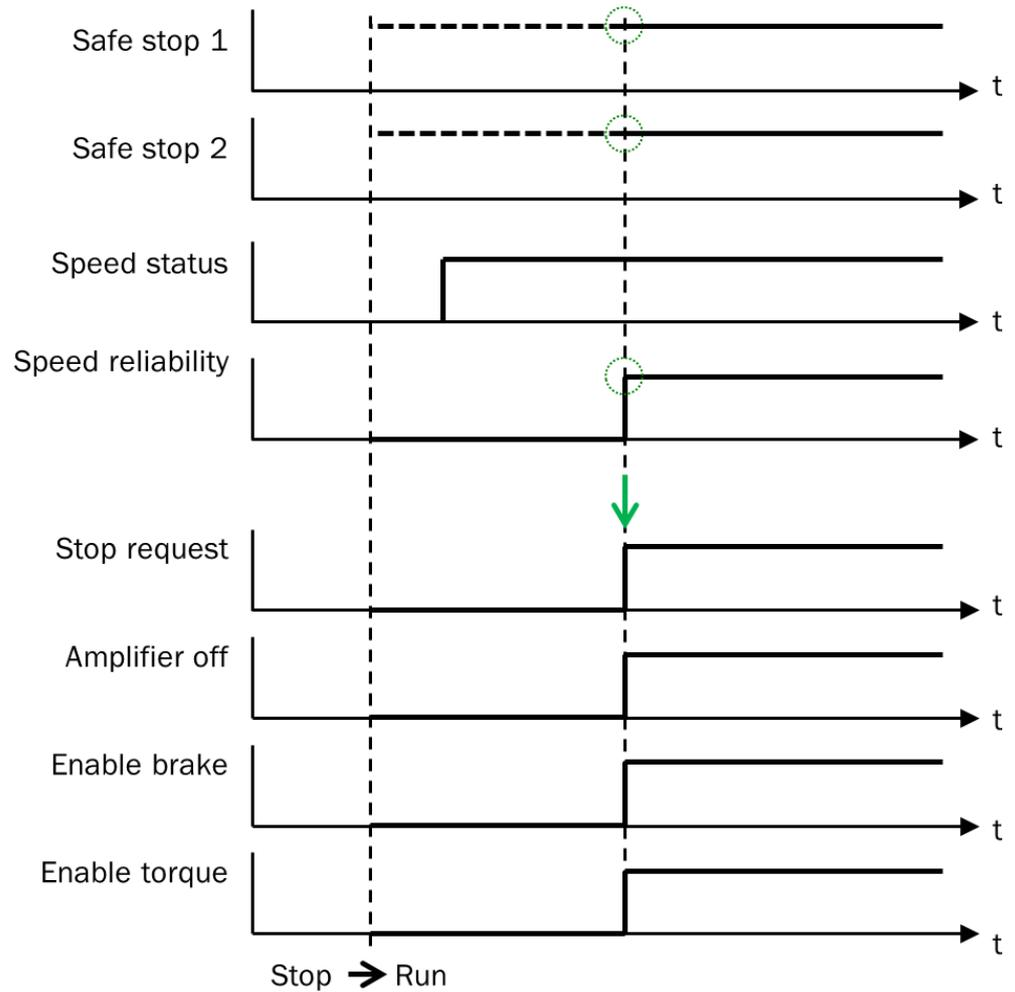 Safe stop 1
t
Safe stop 2
t
Speed status
t
Speed reliability
t
Stop request
t
Amplifier off
t
Enable brake
t
Enable torque
t
Stop → Run